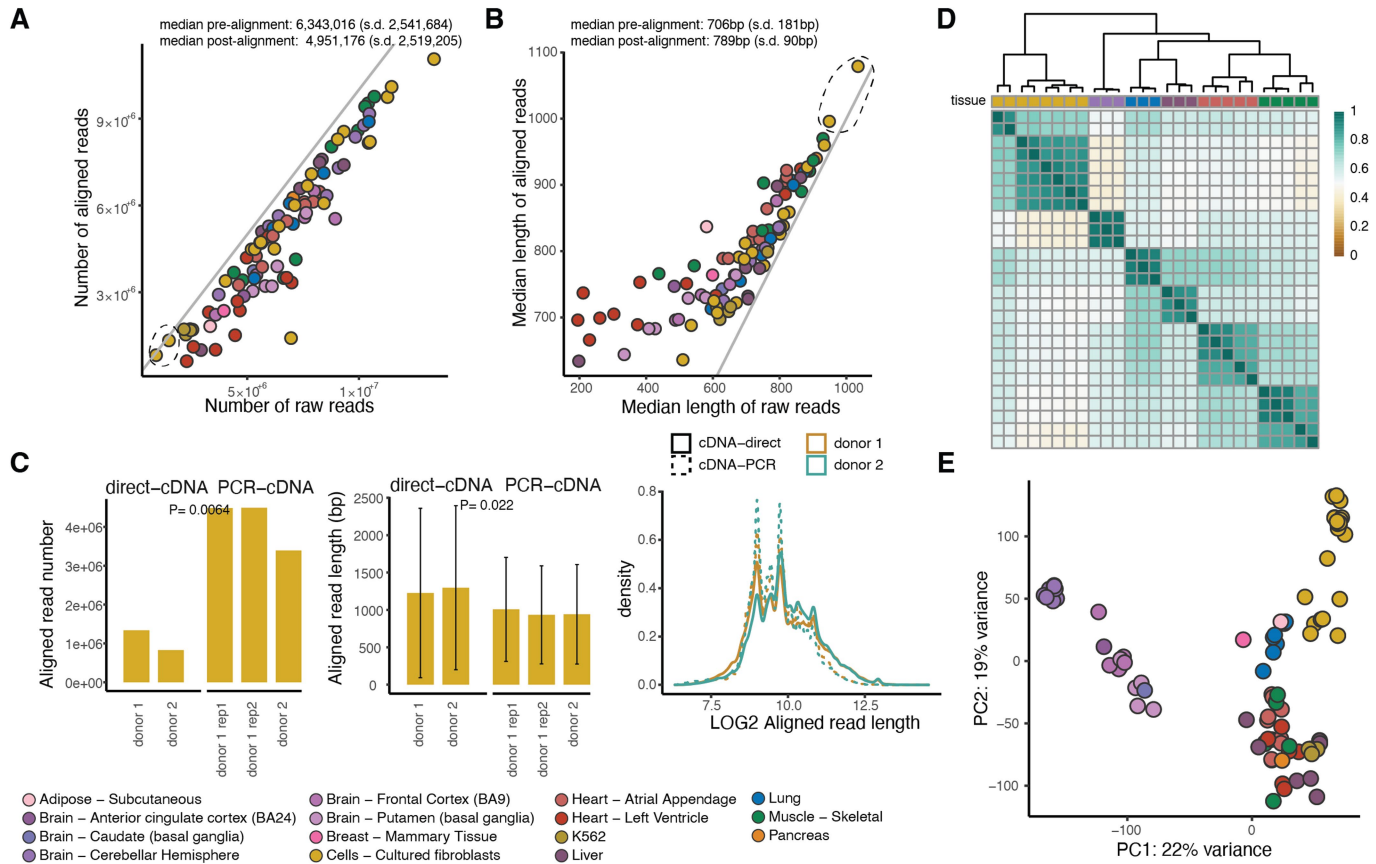 A
median pre-alignment: 6,343,016 (s.d. 2,541,684)
median post-alignment: 4,951,176 (s.d. 2,519,205)
Number of aligned reads
9×10⁺⁶
6×10⁺⁶
3×10⁺⁶
5×10⁺⁶
1×10⁺⁷
Number of raw reads
B
median pre-alignment: 706bp (s.d. 181bp)
median post-alignment: 789bp (s.d. 90bp)
Median length of aligned reads
1100
1000
900
800
700
200 400 600 800 1000
Median length of raw reads
D
tissue
1
0.8
0.6
0.4
0.2
0
C
direct−cDNA PCR−cDNA
P= 0.0064
Aligned read number
4e+06
3e+06
2e+06
1e+06
0e+00
donor 1
donor 2
donor 1 rep1
donor 1 rep2
donor 2
direct−cDNA PCR−cDNA
P= 0.022
Aligned read length (bp)
2500
2000
1500
1000
500
0
donor 1
donor 2
donor 1 rep1
donor 1 rep2
donor 2
cDNA−direct
cDNA−PCR
donor 1
donor 2
density
0.8
0.6
0.4
0.2
0.0
7.5 10.0 12.5
LOG2 Aligned read length
E
PC2: 19% variance
100
50
0
−50
−100
−100 0
PC1: 22% variance
Adipose − Subcutaneous
Brain − Anterior cingulate cortex (BA24)
Brain − Caudate (basal ganglia)
Brain − Cerebellar Hemisphere
Brain − Frontal Cortex (BA9)
Brain − Putamen (basal ganglia)
Breast − Mammary Tissue
Cells − Cultured fibroblasts
Heart − Atrial Appendage
Heart − Left Ventricle
K562
Liver
Lung
Muscle − Skeletal
Pancreas